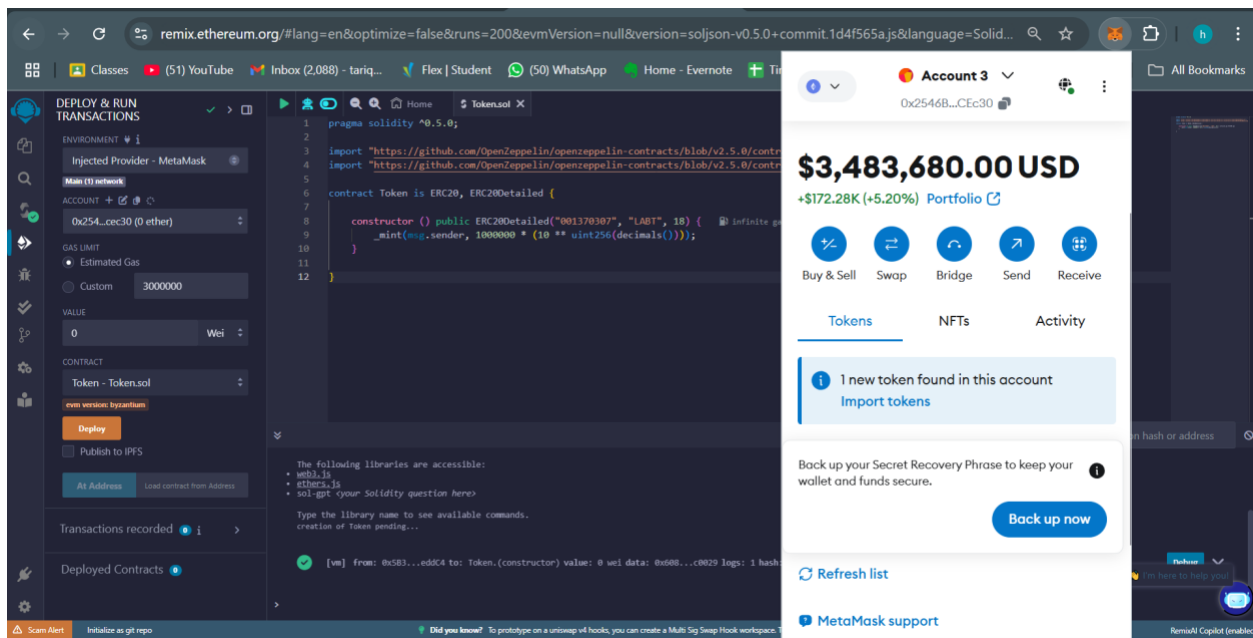 remix.ethereum.org/#lang=en&optimize=false&runs=200&evmVersion=null&version=soljson-v0.5.0+commit.1d4f565a.js&language=Solid...
h
Classes
(51) YouTube
Inbox (2,088) - tariq...
Flex | Student
(50) WhatsApp
Home - Evernote
All Bookmarks
DEPLOY & RUN
TRANSACTIONS
ENVIRONMENT
Injected Provider - MetaMask
Main (1) network
ACCOUNT
0x254...cec30 (0 ether)
GAS LIMIT
Estimated Gas
Custom
3000000
VALUE
0
Wei
CONTRACT
Token - Token.sol
evm version: byzantium
Deploy
Publish to IPFS
At Address
Load contract from Address
Transactions recorded 0 i
Deployed Contracts 0
Home
Token.sol
1 pragma solidity ^0.5.0;
2
3 import "https://github.com/OpenZeppelin/openzeppelin-contracts/blob/v2.5.0/contr
4 import "https://github.com/OpenZeppelin/openzeppelin-contracts/blob/v2.5.0/contr
5
6 contract Token is ERC20, ERC20Detailed {
7
8 constructor () public ERC20Detailed("001370307", "LABT", 18) { infinite ga
9 _mint(msg.sender, 1000000 * (10 ** uint256(decimals())));
10 }
11
12 }
The following libraries are accessible:
web3.js
ethers.js
sol-gpt <your Solidity question here>
Type the library name to see available commands.
creation of Token pending...
[vm] from: 0x5B3...eddC4 to: Token.(constructor) value: 0 wei data: 0x608...c0029 logs: 1 hash:
>
Account 3
0x2546B...CEc30
$3,483,680.00 USD
+$172.28K (+5.20%) Portfolio
Buy & Sell
Swap
Bridge
Send
Receive
Tokens
NFTs
Activity
1 new token found in this account
Import tokens
Back up your Secret Recovery Phrase to keep your
wallet and funds secure.
Back up now
Refresh list
MetaMask support
n hash or address
Debug
I'm here to help you!
Scam Alert
Initialize as git repo
Did you know? To prototype on a uniswap v4 hooks, you can create a Multi Sig Swap Hook workspace.
RemixAI Copilot (enabled